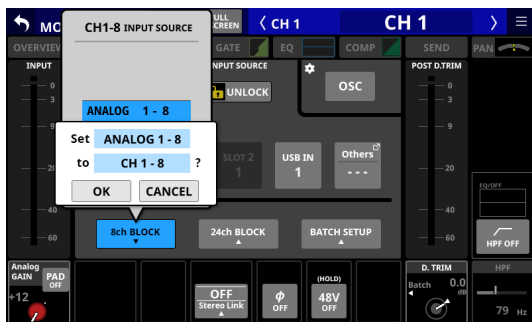 MO
CH1-8 INPUT SOURCE
ULL
SCREEN
CH 1
CH 1
OVERVIEW
GATE
EQ
COMP
SEND
PAN
INPUT
NPUT SOURCE
POST D.TRIM
UNLOCK
OSC
0
3
9
20
40
60
ANALOG 1 - 8
Set ANALOG 1 - 8
to CH 1 - 8 ?
OK CANCEL
SLOT 2
1
USB IN
1
Others
- - -
0
3
9
20
40
60
8ch BLOCK
24ch BLOCK
BATCH SETUP
EQ/OFF
HPF OFF
Analog
GAIN
PAD
OFF
+12
OFF
Stereo Link
Φ
OFF
(HOLD)
48V
OFF
D. TRIM
Batch 0.0
dB
HPF
79 Hz